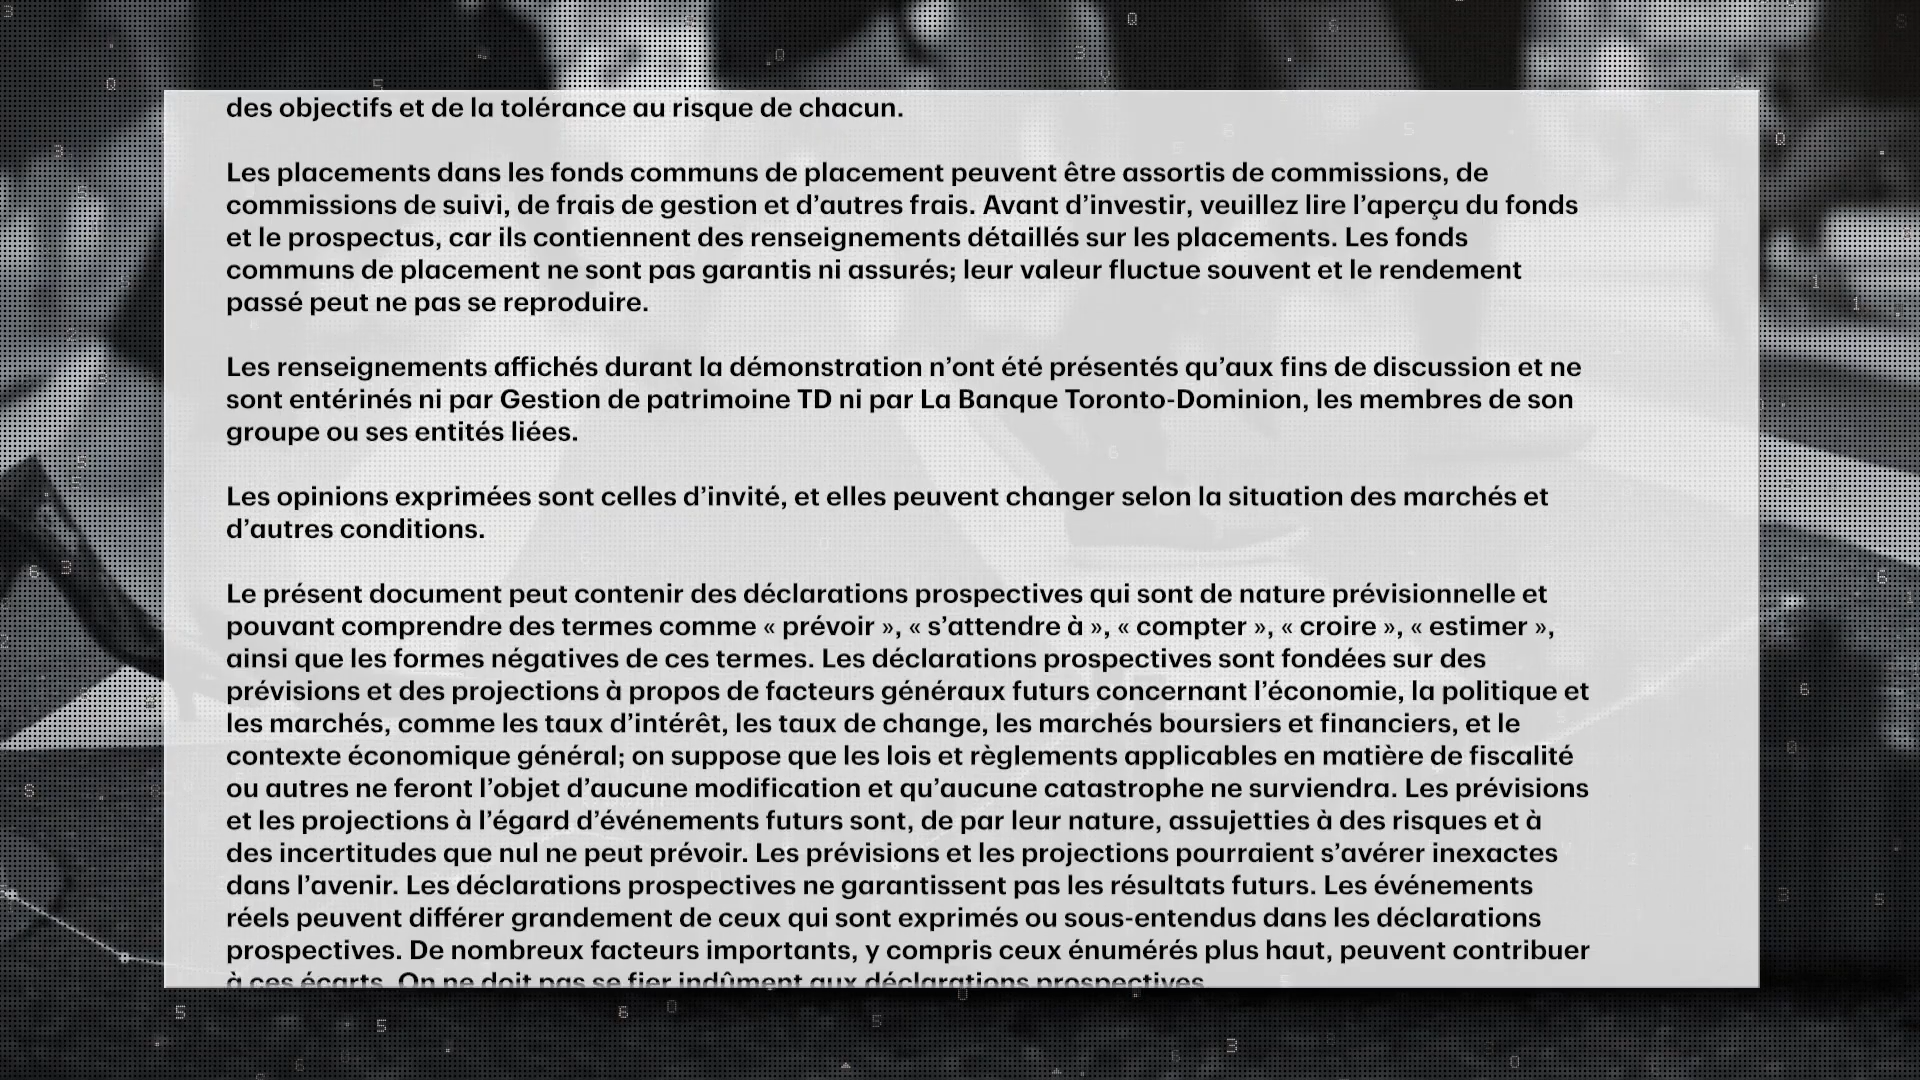 des objectifs et de la tolérance au risque de chacun.
Les placements dans les fonds communs de placement peuvent être assortis de commissions, de
commissions de suivi, de frais de gestion et d’autres frais. Avant d’investir, veuillez lire l’aperçu du fonds
et le prospectus, car ils contiennent des renseignements détaillés sur les placements. Les fonds
communs de placement ne sont pas garantis ni assurés; leur valeur fluctue souvent et le rendement
passé peut ne pas se reproduire.
Les renseignements affichés durant la démonstration n’ont été présentés qu’aux fins de discussion et ne
sont entérinés ni par Gestion de patrimoine TD ni par La Banque Toronto-Dominion, les membres de son
groupe ou ses entités liées.
Les opinions exprimées sont celles d’invité, et elles peuvent changer selon la situation des marchés et
d’autres conditions.
Le présent document peut contenir des déclarations prospectives qui sont de nature prévisionnelle et
pouvant comprendre des termes comme « prévoir », « s’attendre à », « compter », « croire », « estimer »,
ainsi que les formes négatives de ces termes. Les déclarations prospectives sont fondées sur des
prévisions et des projections à propos de facteurs généraux futurs concernant l’économie, la politique et
les marchés, comme les taux d’intérêt, les taux de change, les marchés boursiers et financiers, et le
contexte économique général; on suppose que les lois et règlements applicables en matière de fiscalité
ou autres ne feront l’objet d’aucune modification et qu’aucune catastrophe ne surviendra. Les prévisions
et les projections à l’égard d’événements futurs sont, de par leur nature, assujetties à des risques et à
des incertitudes que nul ne peut prévoir. Les prévisions et les projections pourraient s’avérer inexactes
dans l’avenir. Les déclarations prospectives ne garantissent pas les résultats futurs. Les événements
réels peuvent différer grandement de ceux qui sont exprimés ou sous-entendus dans les déclarations
prospectives. De nombreux facteurs importants, y compris ceux énumérés plus haut, peuvent contribuer
à ces écarts. On ne doit pas se fier indûment aux déclarations prospectives.